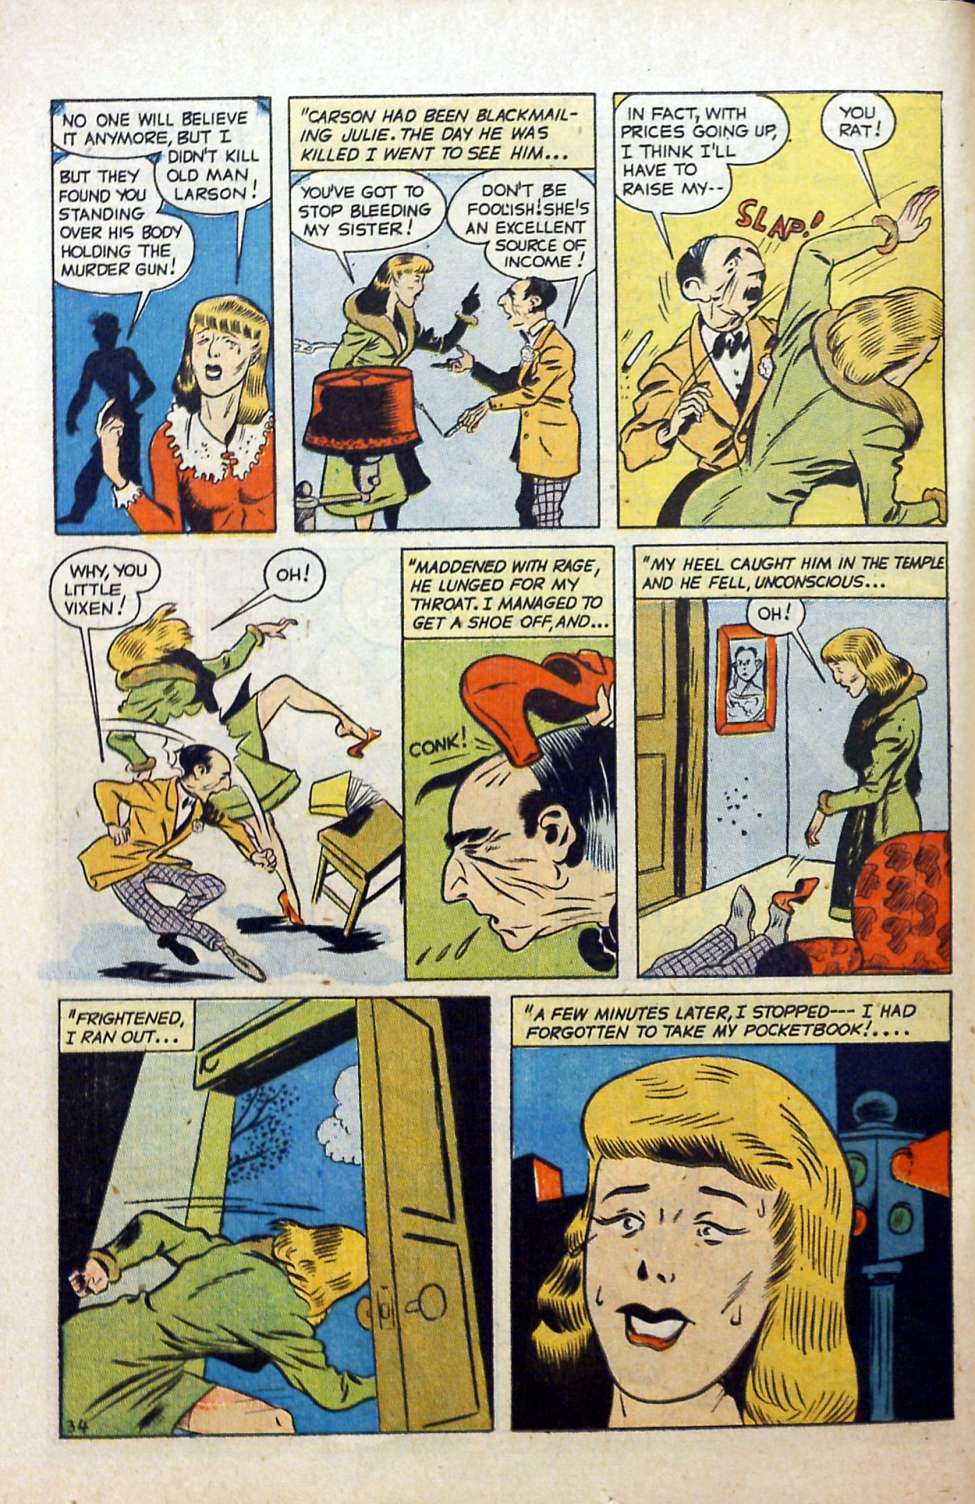 NO ONE WILL BELIEVE
IT ANYMORE, BUT I
DIDN'T KILL
OLD MAN
LARSON!
BUT THEY
FOUND YOU
STANDING
OVER HIS BODY
HOLDING THE
MURDER GUN!
"CARSON HAD BEEN BLACKMAIL-
ING JULIE. THE DAY HE WAS
KILLED I WENT TO SEE HIM...
YOU'VE GOT TO
STOP BLEEDING
MY SISTER!
DON'T BE
FOOLISH! SHE'S
AN EXCELLENT
SOURCE OF
INCOME!
IN FACT, WITH
PRICES GOING UP,
I THINK I'LL
HAVE TO
RAISE MY--
YOU
RAT!
SLAP!
WHY, YOU
LITTLE
VIXEN!
OH!
"MADDENED WITH RAGE,
HE LUNGED FOR MY
THROAT. I MANAGED TO
GET A SHOE OFF, AND...
CONK!
"MY HEEL CAUGHT HIM IN THE TEMPLE
AND HE FELL, UNCONSCIOUS...
OH!
"FRIGHTENED,
I RAN OUT...
"A FEW MINUTES LATER, I STOPPED--- I HAD
FORGOTTEN TO TAKE MY POCKETBOOK!....
34